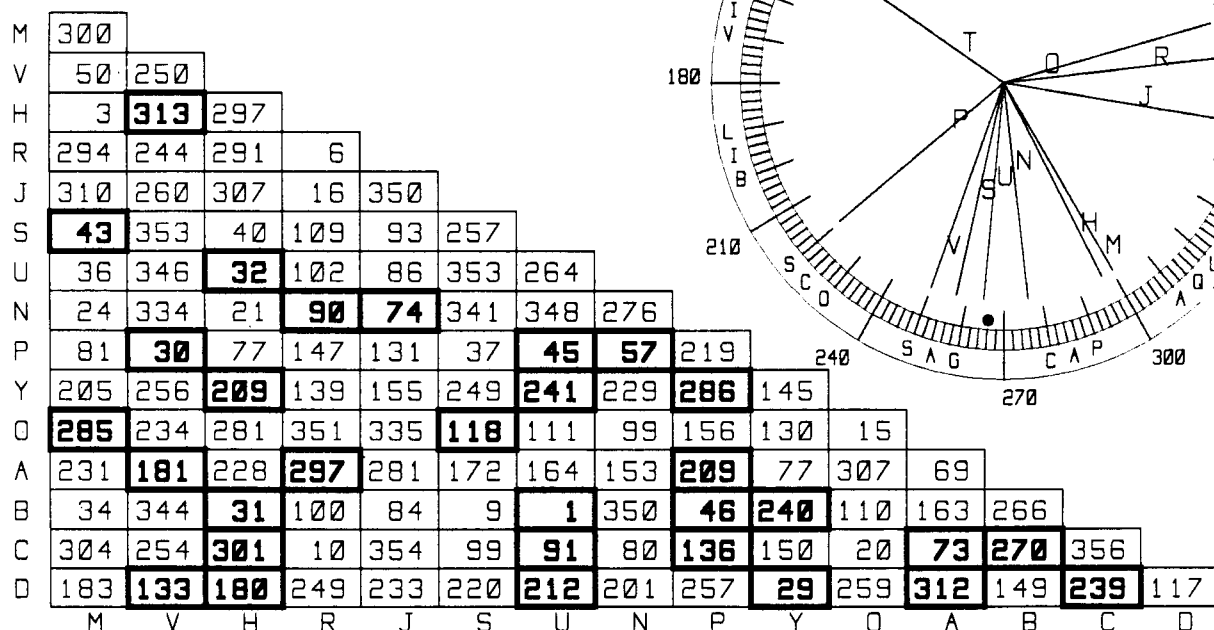 M 300
V 50 250
H 3 313 297
R 294 244 291 6
J 310 260 307 16 350
S 43 353 40 109 93 257
U 36 346 32 102 86 353 264
N 24 334 21 90 74 341 348 276
P 81 30 77 147 131 37 45 57 219
Y 205 256 209 139 155 249 241 229 286 145
O 285 234 281 351 335 118 111 99 156 130 15
A 231 181 228 297 281 172 164 153 209 77 307 69
B 34 344 31 100 84 9 1 350 46 240 110 163 266
C 304 254 301 10 354 99 91 80 136 150 20 73 270 356
D 183 133 180 249 233 220 212 201 257 29 259 312 149 239 117
M V H R J S U N P Y O A B C D
I V
T
O
R
180
J
P
LIB
N
U
S
H
M
V
210
SCO
240
SAG
270
CAP
300
AQ